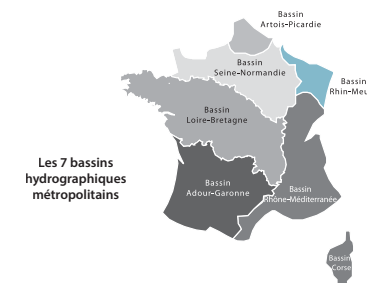 Bassin
Artois-Picardie
Bassin
Seine-Normandie
Bassin
Rhin-Meu
Bassin
Loire-Bretagne
Les 7 bassins
hydrographiques
métropolitains
Bassin
Adour-Garonne
Bassin
Rhône-Méditerranée
Bassin
Corse